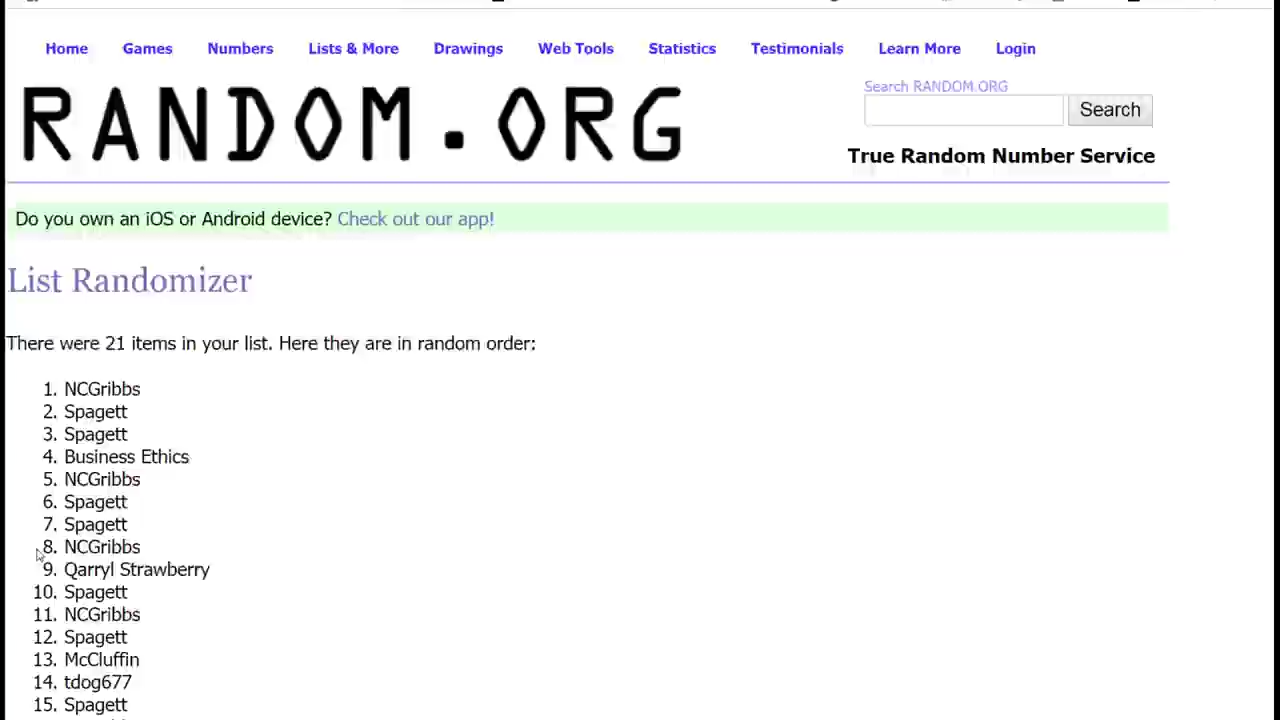 Home Games Numbers Lists & More Drawings Web Tools Statistics Testimonials Learn More Login
RANDOM.ORG
Search RANDOM.ORG
Search
True Random Number Service
Do you own an iOS or Android device? Check out our app!
List Randomizer
There were 21 items in your list. Here they are in random order:
1. NCGribbs
2. Spagett
3. Spagett
4. Business Ethics
5. NCGribbs
6. Spagett
7. Spagett
8. NCGribbs
9. Qarryl Strawberry
10. Spagett
11. NCGribbs
12. Spagett
13. McCluffin
14. tdog677
15. Spagett